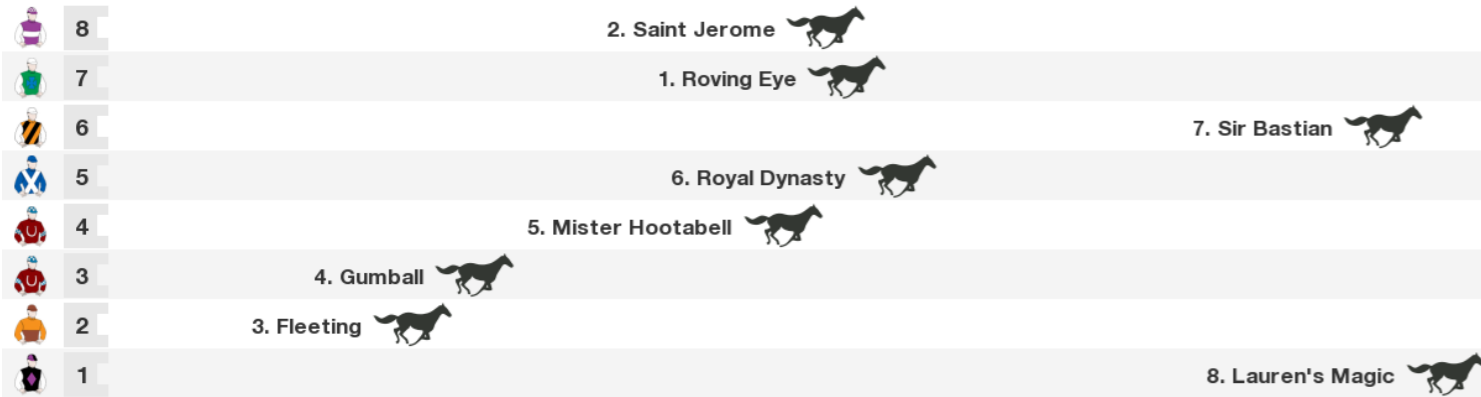 8 2. Saint Jerome
7 1. Roving Eye
6 7. Sir Bastian
5 6. Royal Dynasty
4 5. Mister Hootabell
3 4. Gumball
2 3. Fleeting
1 8. Lauren's Magic